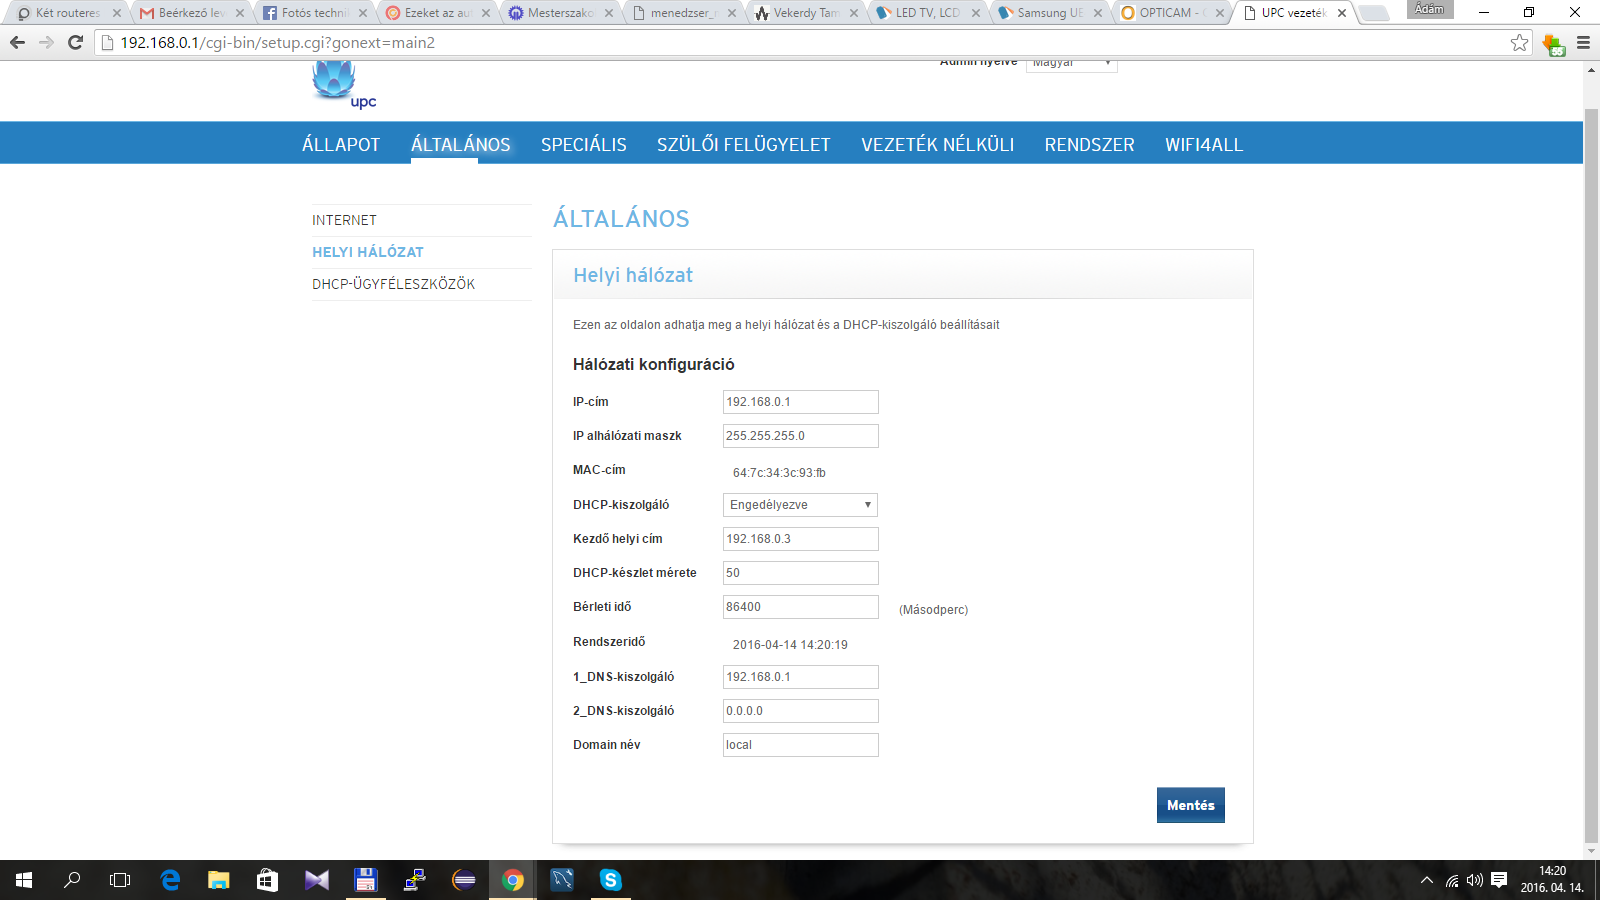 Két routeres
Beérkező lev
Fotós techni
Ezeket az au
Mesterszako
menedzser_
Vekerdy Tam
LED TV, LCD
Samsung UE
OPTICAM -
UPC vezeték
Ádám
192.168.0.1/cgi-bin/setup.cgi?gonext=main2
55
Admin nyelve Magyar
upc
ÁLLAPOT ÁLTALÁNOS SPECIÁLIS SZÜLŐI FELÜGYELET VEZETÉK NÉLKÜLI RENDSZER WIFI4ALL
INTERNET
HELYI HÁLÓZAT
DHCP-ÜGYFÉLESZKÖZÖK
ÁLTALÁNOS
Helyi hálózat
Ezen az oldalon adhatja meg a helyi hálózat és a DHCP-kiszolgáló beállításait
Hálózati konfiguráció
IP-cím 192.168.0.1
IP alhálózati maszk 255.255.255.0
MAC-cím 64:7c:34:3c:93:fb
DHCP-kiszolgáló Engedélyezve
Kezdő helyi cím 192.168.0.3
DHCP-készlet mérete 50
Bérleti idő 86400 (Másodperc)
Rendszeridő 2016-04-14 14:20:19
1_DNS-kiszolgáló 192.168.0.1
2_DNS-kiszolgáló 0.0.0.0
Domain név local
Mentés
14:20
2016. 04. 14.